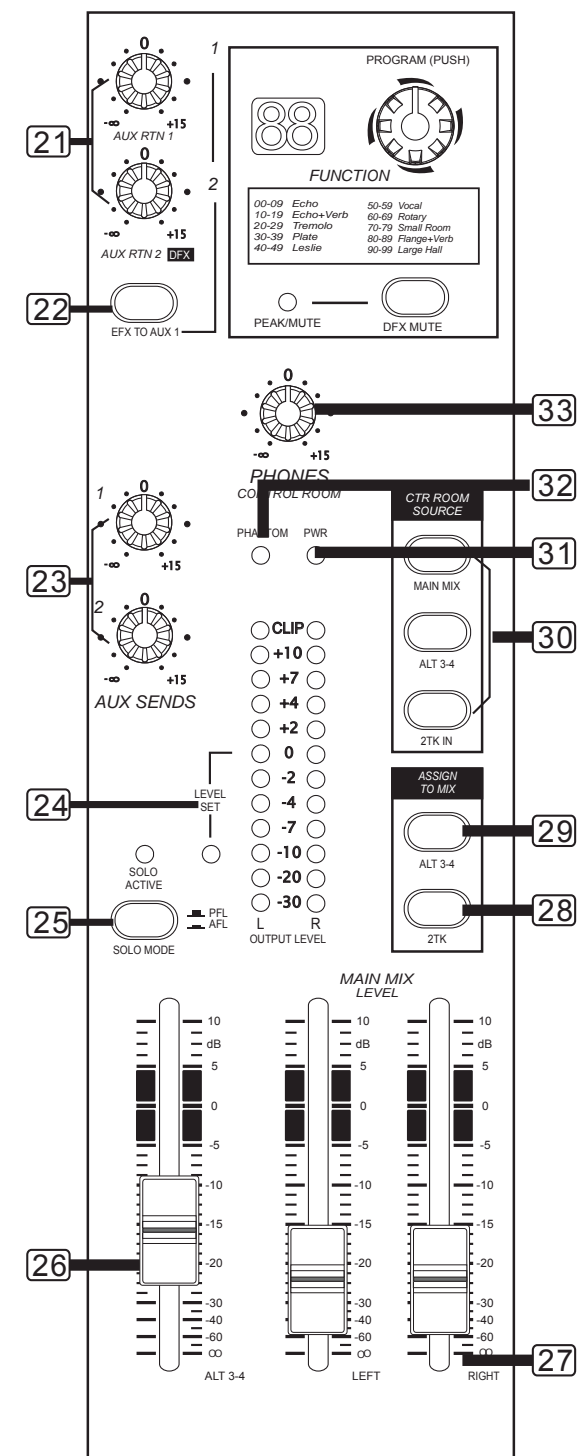 0
1
-∞ +15
AUX RTN 1
21
0
2
-∞ +15
AUX RTN 2 DFX
22
EFX TO AUX 1
PROGRAM (PUSH)
88
FUNCTION
00-09 Echo
10-19 Echo+Verb
20-29 Tremolo
30-39 Plate
40-49 Leslie
50-59 Vocal
60-69 Rotary
70-79 Small Room
80-89 Flange+Verb
90-99 Large Hall
PEAK/MUTE
DFX MUTE
0
33
-∞ +15
PHONES
CONTROL ROOM
32
PHANTOM PWR
31
1
0
-∞ +15
23
2
0
-∞ +15
AUX SENDS
CTR ROOM
SOURCE
MAIN MIX
30
ALT 3-4
2TK IN
CLIP
+10
+7
+4
+2
0
-2
-4
-7
-10
-20
-30
L R
OUTPUT LEVEL
24
LEVEL
SET
SOLO
ACTIVE
25
PFL
AFL
SOLO MODE
ASSIGN
TO MIX
29
ALT 3-4
28
2TK
MAIN MIX
LEVEL
10
dB
5
0
-5
-10
-15
-20
-30
-40
-60
∞
26
ALT 3-4
10
dB
5
0
-5
-10
-15
-20
-30
-40
-60
∞
LEFT
10
dB
5
0
-5
-10
-15
-20
-30
-40
-60
∞
27
RIGHT